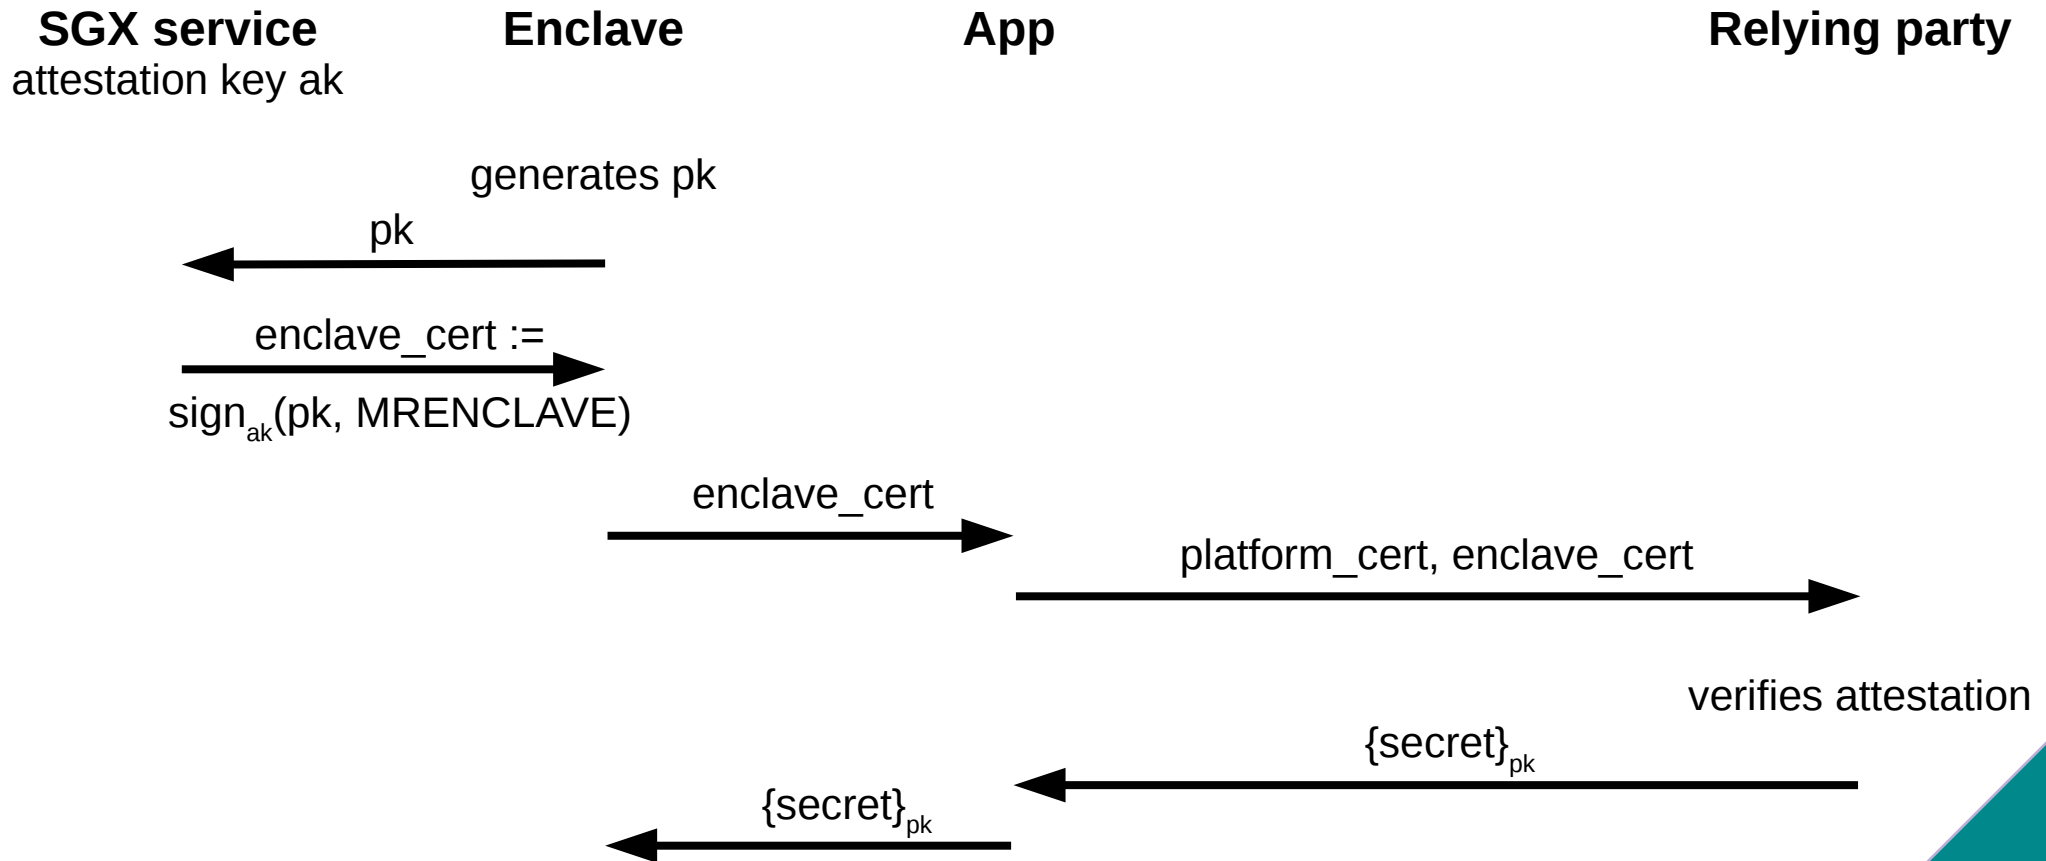 SGX service
Enclave
App
Relying party
attestation key ak
generates pk
pk
enclave_cert :=
sign_ak(pk, MRENCLAVE)
enclave_cert
platform_cert, enclave_cert
verifies attestation
{secret}_pk
{secret}_pk